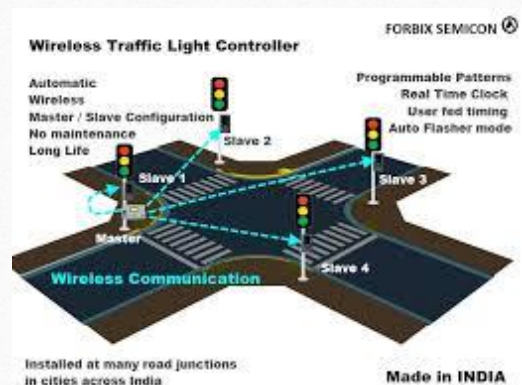 FORBIX SEMICON
Wireless Traffic Light Controller
Automatic
Wireless
Master / Slave Configuration
No maintenance
Long Life
Programmable Patterns
Real Time Clock
User fed timing
Auto Flasher mode
Slave 2
Slave 1
Slave 3
Master
Slave 4
Wireless Communication
Installed at many road junctions
in cities across India
Made in INDIA